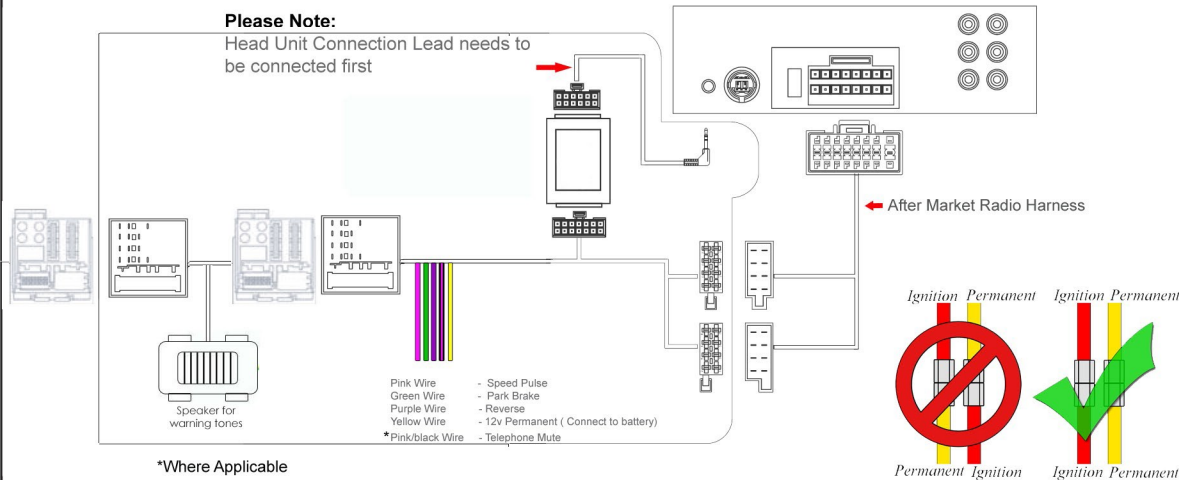 Please Note:
Head Unit Connection Lead needs to
be connected first
After Market Radio Harness
Speaker for
warning tones
Pink Wire - Speed Pulse
Green Wire - Park Brake
Purple Wire - Reverse
Yellow Wire - 12v Permanent ( Connect to battery)
*Pink/black Wire - Telephone Mute
*Where Applicable
Ignition Permanent
Permanent Ignition
Ignition Permanent
Ignition Permanent